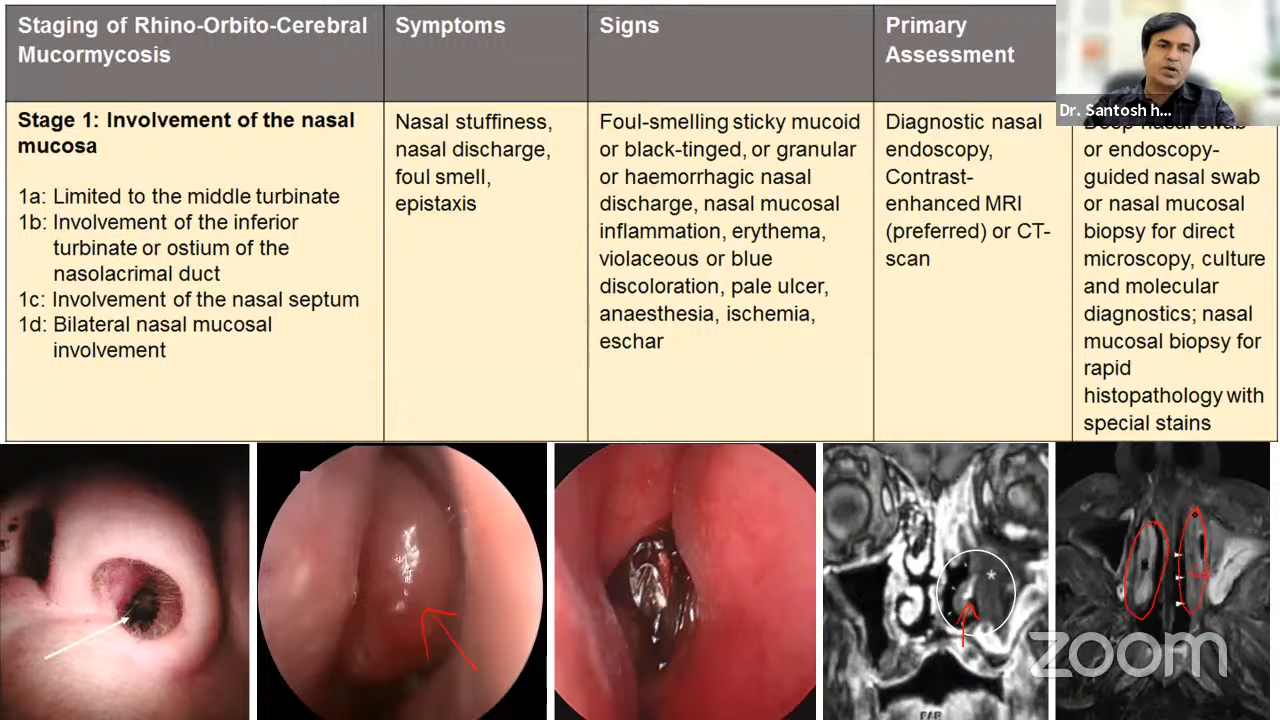 Staging of Rhino-Orbito-Cerebral
Mucormycosis
Symptoms
Signs
Primary
Assessment
Dr. Santosh h...
Stage 1: Involvement of the nasal
mucosa
1a: Limited to the middle turbinate
1b: Involvement of the inferior
turbinate or ostium of the
nasolacrimal duct
1c: Involvement of the nasal septum
1d: Bilateral nasal mucosal
involvement
Nasal stuffiness,
nasal discharge,
foul smell,
epistaxis
Foul-smelling sticky mucoid
or black-tinged, or granular
or haemorrhagic nasal
discharge, nasal mucosal
inflammation, erythema,
violaceous or blue
discoloration, pale ulcer,
anaesthesia, ischemia,
eschar
Diagnostic nasal
endoscopy,
Contrast-
enhanced MRI
(preferred) or CT-
scan
Deep nasal swab
or endoscopy-
guided nasal swab
or nasal mucosal
biopsy for direct
microscopy, culture
and molecular
diagnostics; nasal
mucosal biopsy for
rapid
histopathology with
special stains
zoom